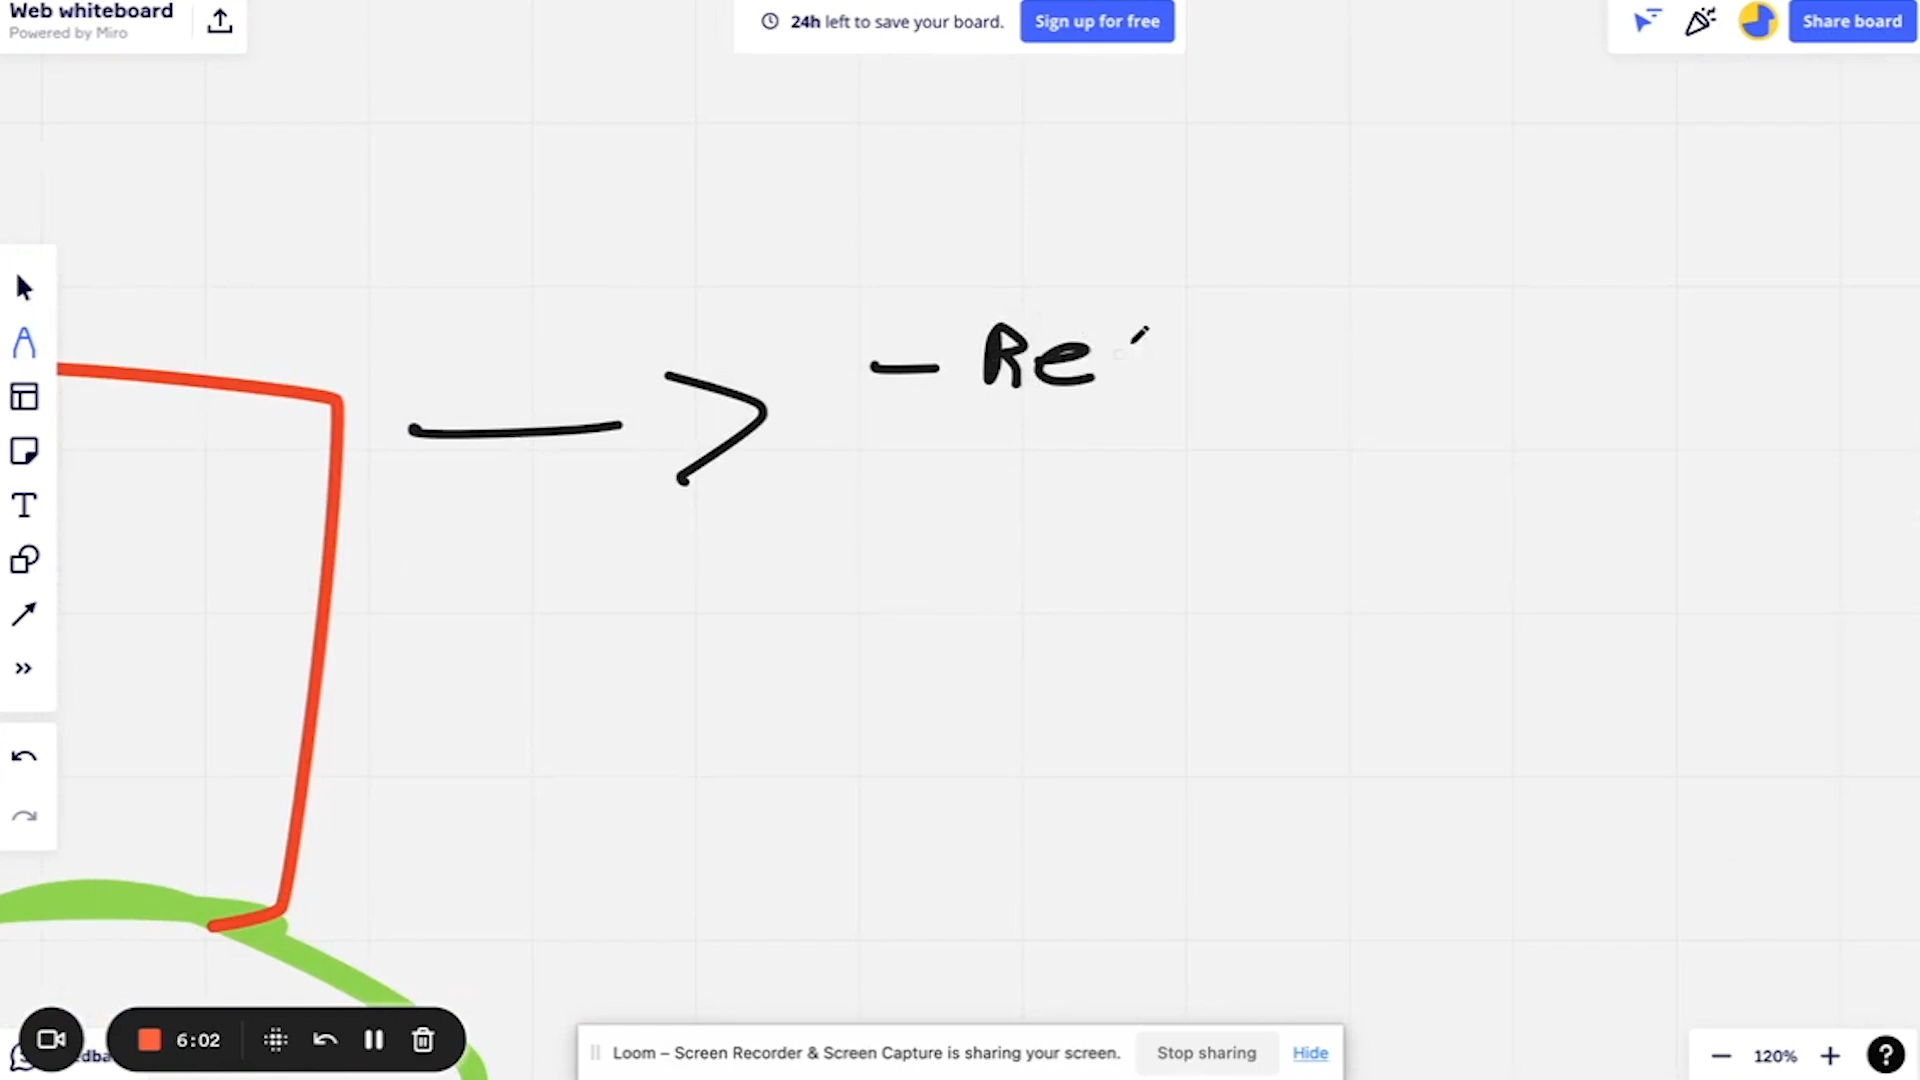 Web whiteboard
Powered by Miro
24h left to save your board.
Sign up for free
Share board
— > – Re
6:02
Loom – Screen Recorder & Screen Capture is sharing your screen.
Stop sharing
Hide
120%